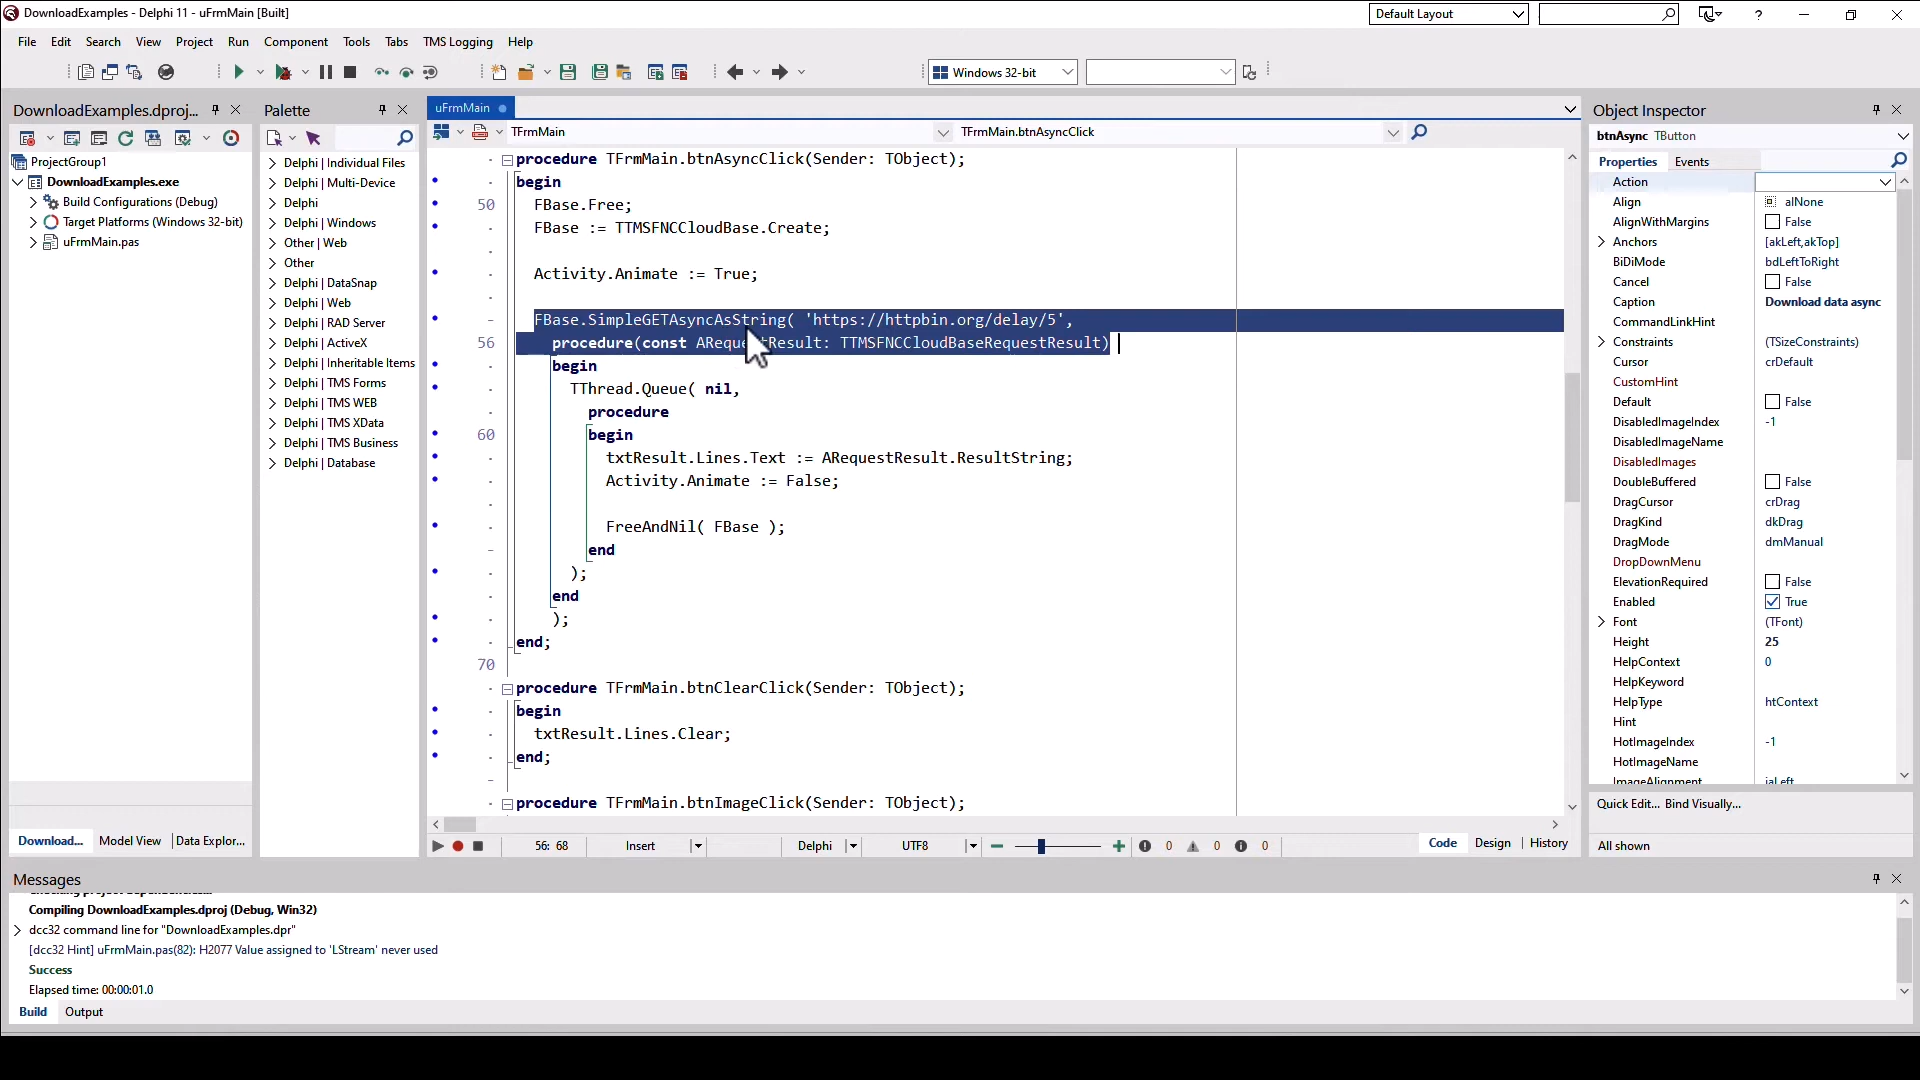 DownloadExamples - Delphi 11 - uFrmMain [Built]
Default Layout
File Edit Search View Project Run Component Tools Tabs TMS Logging Help
Windows 32-bit
DownloadExamples.dproj...
ProjectGroup1
DownloadExamples.exe
Build Configurations (Debug)
Target Platforms (Windows 32-bit)
uFrmMain.pas
Download... Model View Data Explor...
Palette
Delphi | Individual Files
Delphi | Multi-Device
Delphi
Delphi | Windows
Other | Web
Other
Delphi | DataSnap
Delphi | Web
Delphi | RAD Server
Delphi | ActiveX
Delphi | Inheritable Items
Delphi | TMS Forms
Delphi | TMS WEB
Delphi | TMS XData
Delphi | TMS Business
Delphi | Database
uFrmMain
TFrmMain TFrmMain.btnAsyncClick
procedure TFrmMain.btnAsyncClick(Sender: TObject);
begin
50 FBase.Free;
FBase := TTMSFNCCloudBase.Create;
Activity.Animate := True;
FBase.SimpleGETAsyncAsString( 'https://httpbin.org/delay/5',
56 procedure(const ARequestResult: TTMSFNCCloudBaseRequestResult)
begin
TThread.Queue( nil,
procedure
60 begin
txtResult.Lines.Text := ARequestResult.ResultString;
Activity.Animate := False;
FreeAndNil( FBase );
end
);
end
);
end;
70
procedure TFrmMain.btnClearClick(Sender: TObject);
begin
txtResult.Lines.Clear;
end;
procedure TFrmMain.btnImageClick(Sender: TObject);
56: 68 Insert Delphi UTF8 0 0 0 Code Design History
Object Inspector
btnAsync TButton
Properties Events
Action
Align alNone
AlignWithMargins False
Anchors [akLeft,akTop]
BiDiMode bdLeftToRight
Cancel False
Caption Download data async
CommandLinkHint
Constraints (TSizeConstraints)
Cursor crDefault
CustomHint
Default False
DisabledImageIndex -1
DisabledImageName
DisabledImages
DoubleBuffered False
DragCursor crDrag
DragKind dkDrag
DragMode dmManual
DropDownMenu
ElevationRequired False
Enabled True
Font (TFont)
Height 25
HelpContext 0
HelpKeyword
HelpType htContext
Hint
HotImageIndex -1
HotImageName
ImageAlignment iaLeft
Quick Edit... Bind Visually...
All shown
Messages
Compiling DownloadExamples.dproj (Debug, Win32)
dcc32 command line for "DownloadExamples.dpr"
[dcc32 Hint] uFrmMain.pas(82): H2077 Value assigned to 'LStream' never used
Success
Elapsed time: 00:00:01.0
Build Output